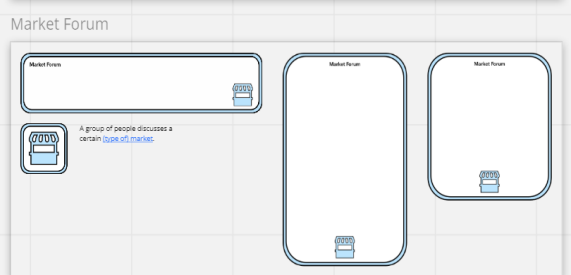 Market Forum
Market Forum
Market Forum
Market Forum
A group of people discusses a
certain (type of) market.